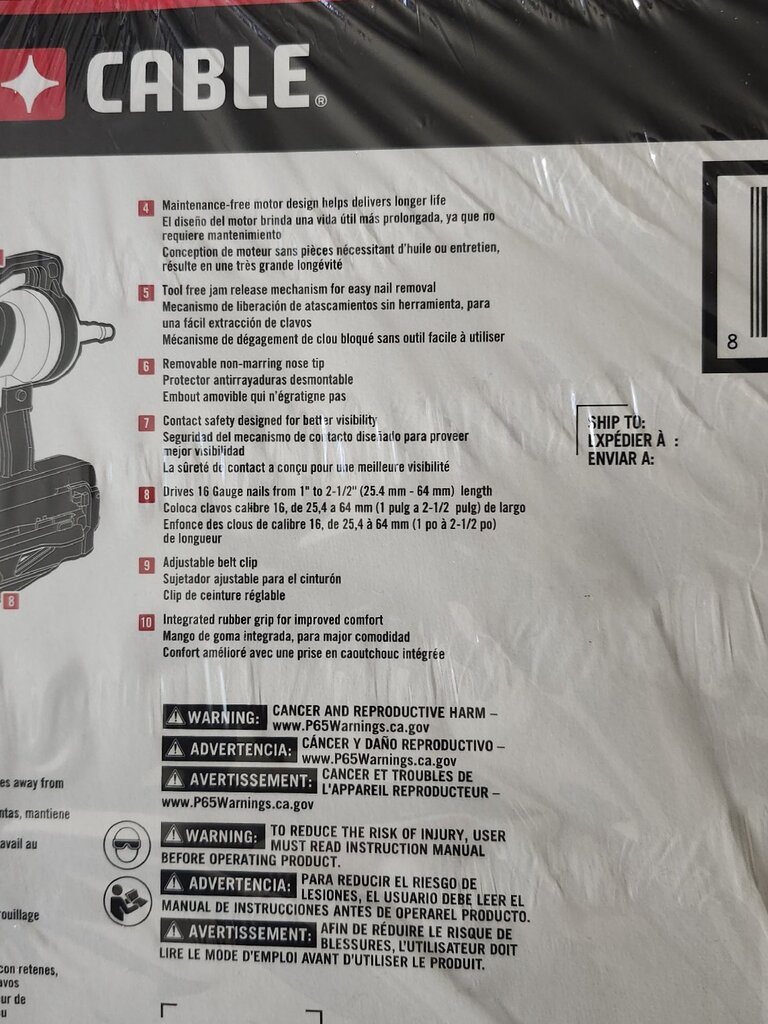 CABLE®
4 Maintenance-free motor design helps delivers longer life
El diseño del motor brinda una vida útil más prolongada, ya que no
requiere mantenimiento
Conception de moteur sans pièces nécessitant d'huile ou entretien,
résulte en une très grande longévité
5 Tool free jam release mechanism for easy nail removal
Mecanismo de liberación de atascamientos sin herramienta, para
una fácil extracción de clavos
Mécanisme de dégagement de clou bloqué sans outil facile à utiliser
6 Removable non-marring nose tip
Protector antirrayaduras desmontable
Embout amovible qui n'égratigne pas
7 Contact safety designed for better visibility
Seguridad del mecanismo de contacto diseñado para proveer
mejor visibilidad
La sûreté de contact a conçu pour une meilleure visibilité
8 Drives 16 Gauge nails from 1" to 2-1/2" (25.4 mm - 64 mm) length
Coloca clavos calibre 16, de 25,4 a 64 mm (1 pulg a 2-1/2 pulg) de largo
Enfonce des clous de calibre 16, de 25,4 à 64 mm (1 po à 2-1/2 po)
de longueur
9 Adjustable belt clip
Sujetador ajustable para el cinturón
Clip de ceinture réglable
10 Integrated rubber grip for improved comfort
Mango de goma integrada, para major comodidad
Confort amélioré avec une prise en caoutchouc intégrée
8
8
SHIP TO:
EXPÉDIER À :
ENVIAR A:
WARNING: CANCER AND REPRODUCTIVE HARM –
www.P65Warnings.ca.gov
ADVERTENCIA: CÁNCER Y DAÑO REPRODUCTIVO –
www.P65Warnings.ca.gov
AVERTISSEMENT: CANCER ET TROUBLES DE
L'APPAREIL REPRODUCTEUR –
www.P65Warnings.ca.gov
WARNING: TO REDUCE THE RISK OF INJURY, USER
MUST READ INSTRUCTION MANUAL
BEFORE OPERATING PRODUCT.
ADVERTENCIA: PARA REDUCIR EL RIESGO DE
LESIONES, EL USUARIO DEBE LEER EL
MANUAL DE INSTRUCCIONES ANTES DE OPERAREL PRODUCTO.
AVERTISSEMENT: AFIN DE RÉDUIRE LE RISQUE DE
BLESSURES, L'UTILISATEUR DOIT
LIRE LE MODE D'EMPLOI AVANT D'UTILISER LE PRODUIT.
es away from
ntas, mantiene
avail au
rouillage
con retenes,
avos
ur de
u